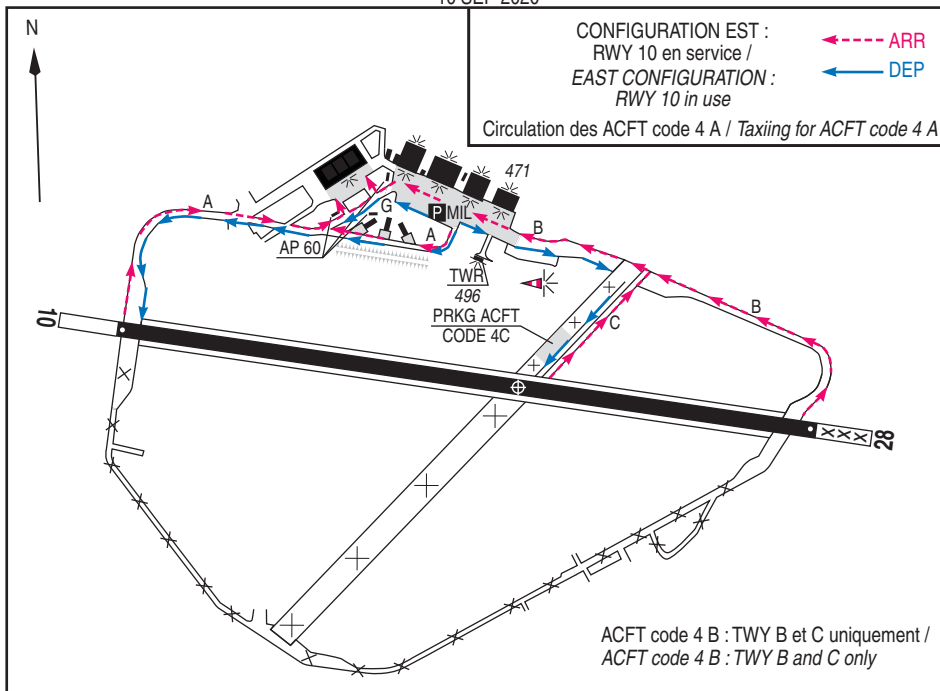 N
CONFIGURATION EST :
RWY 10 en service /
EAST CONFIGURATION :
RWY 10 in use
ARR
DEP
Circulation des ACFT code 4 A / Taxiing for ACFT code 4 A
471
A
G
P MIL
B
A
AP 60
TWR
496
PRKG ACFT
CODE 4C
C
B
10
28
ACFT code 4 B : TWY B et C uniquement /
ACFT code 4 B : TWY B and C only